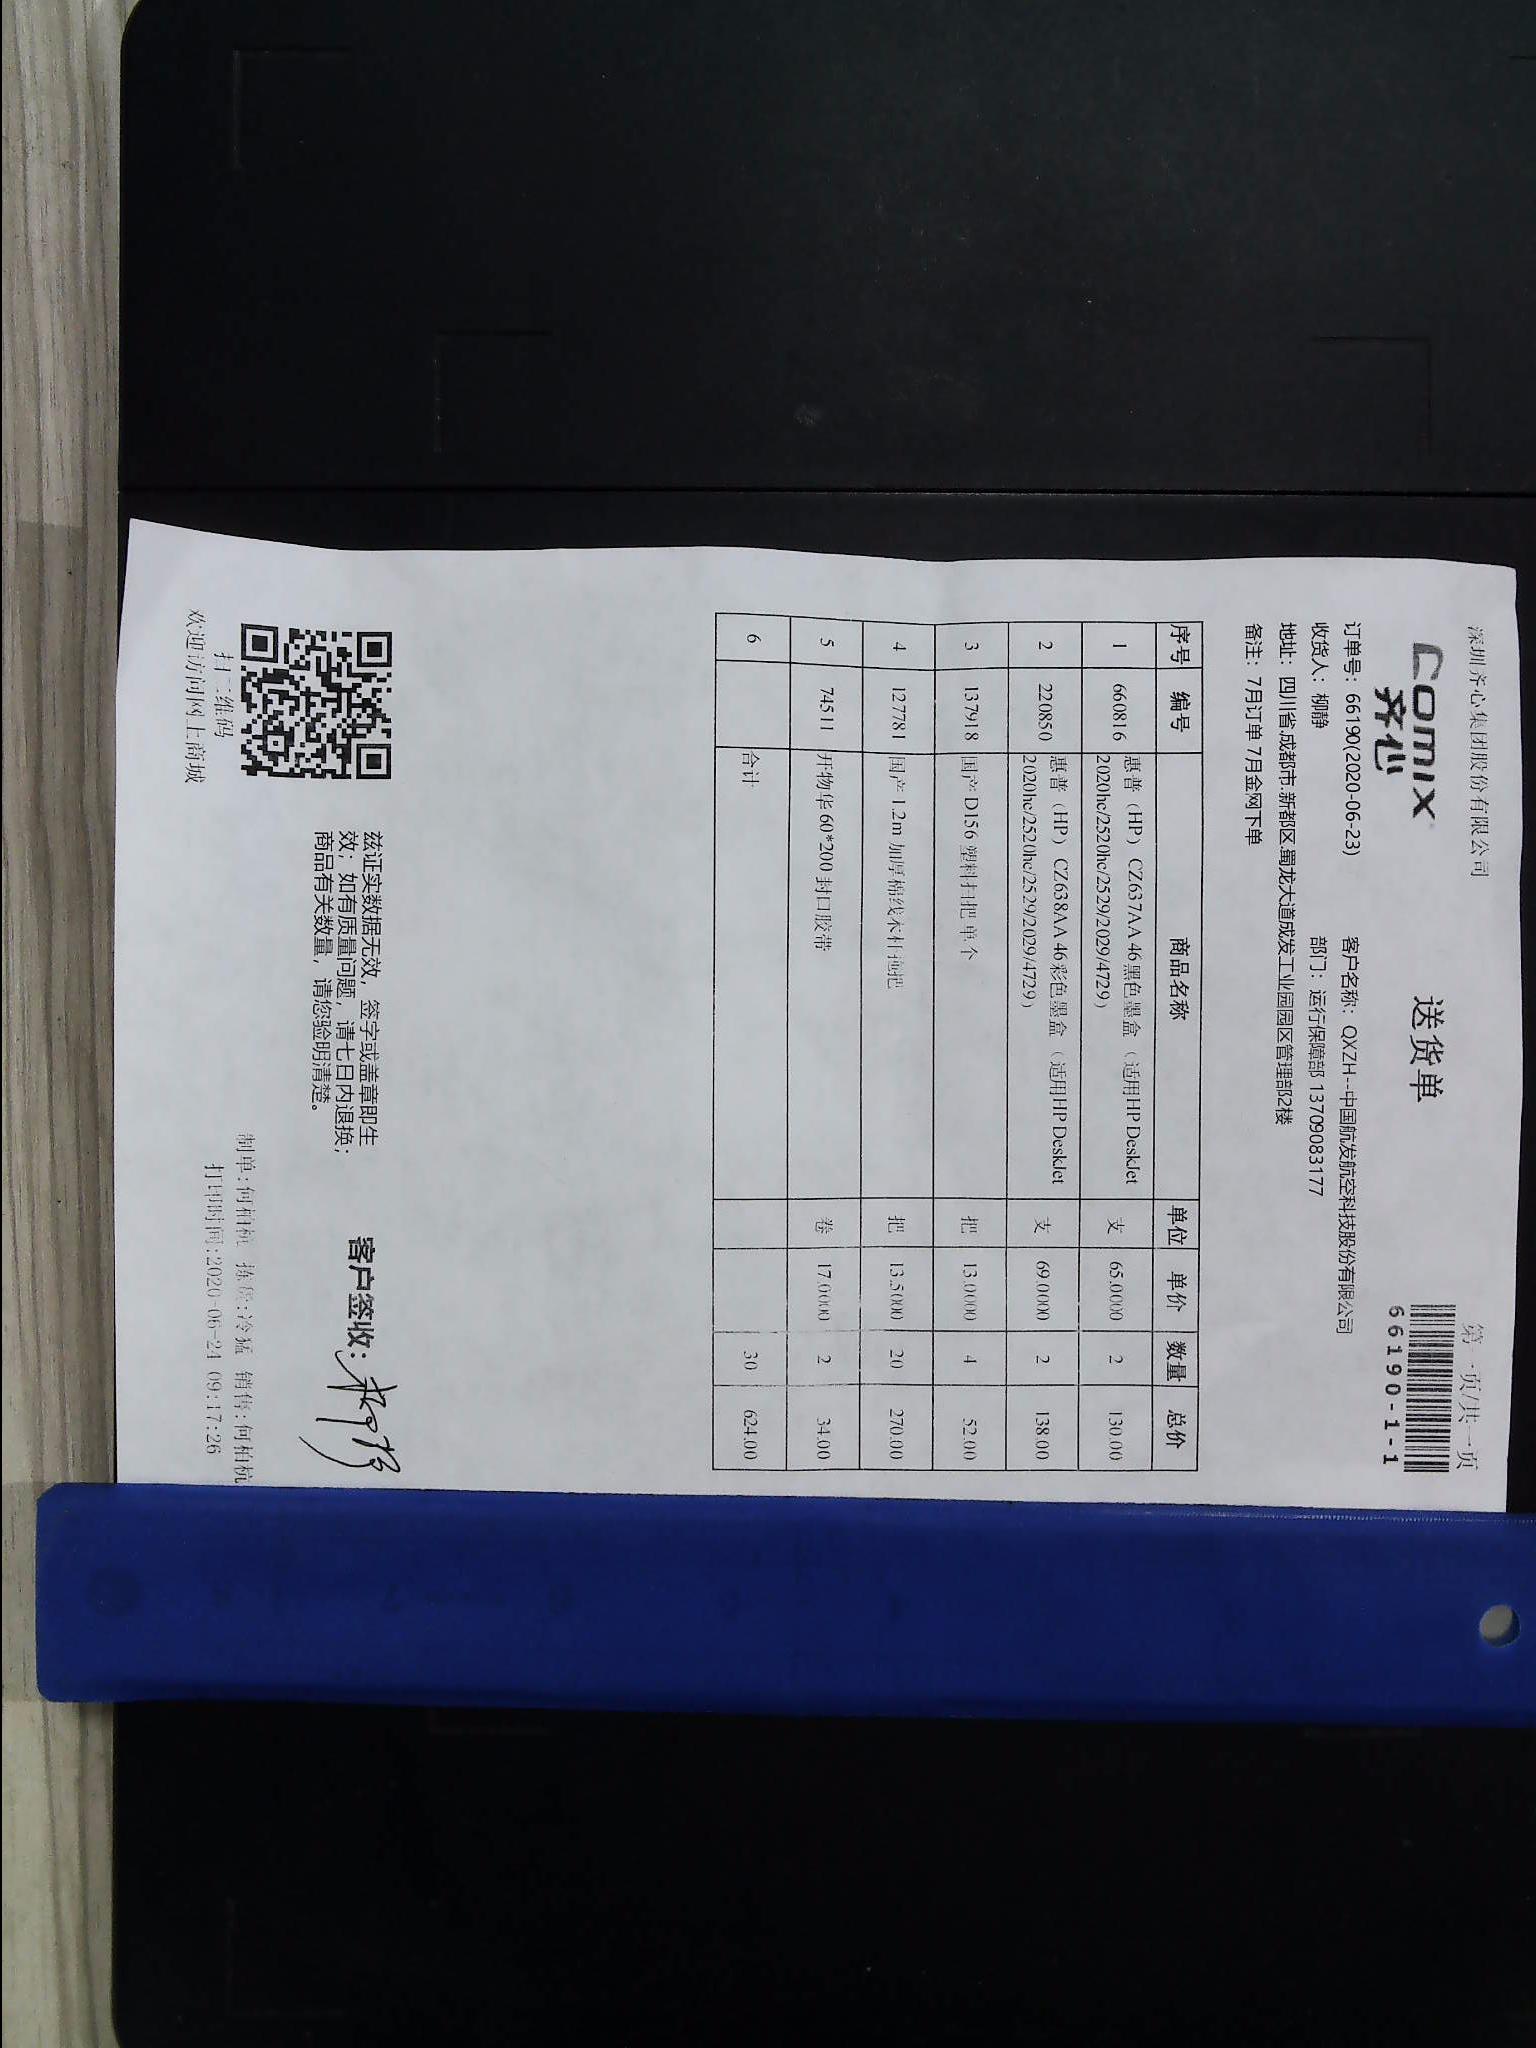 深圳齐心集团股份有限公司
第一页/共一页
COMIX
齐心
送货单
66190-1-1
订单号：66190(2020-06-23) 客户名称：QXZH--中国航发航空科技股份有限公司
收货人：柳静 部门：运行保障部 13709083177
地址：四川省.成都市.新都区.蜀龙大道成发工业园园区管理部2楼
备注：7月订单 7月金网下单
序号 编号 商品名称 单位 单价 数量 总价
1 660816 惠普（HP）CZ637AA 46黑色墨盒（适用HP DeskJet
2020hc/2520hc/2529/2029/4729） 支 65.0000 2 130.00
2 220850 惠普（HP）CZ638AA 46彩色墨盒（适用HP DeskJet
2020hc/2520hc/2529/2029/4729） 支 69.0000 2 138.00
3 137918 国产 D156 塑料扫把 单个 把 13.0000 4 52.00
4 127781 国产 1.2m 加厚棉线木杆拖把 把 13.5000 20 270.00
5 74511 开物华 60*200 封口胶带 卷 17.0000 2 34.00
6 合计 30 624.00
兹证实数据无效，签字或盖章即生
效；如有质量问题，请七日内退换；
商品有关数量，请您验明清楚。
客户签收：
扫二维码
欢迎访问网上商城
制单:何柏杭 拣货:冷猛 销售:何柏杭
打印时间:2020-06-24 09:17:26